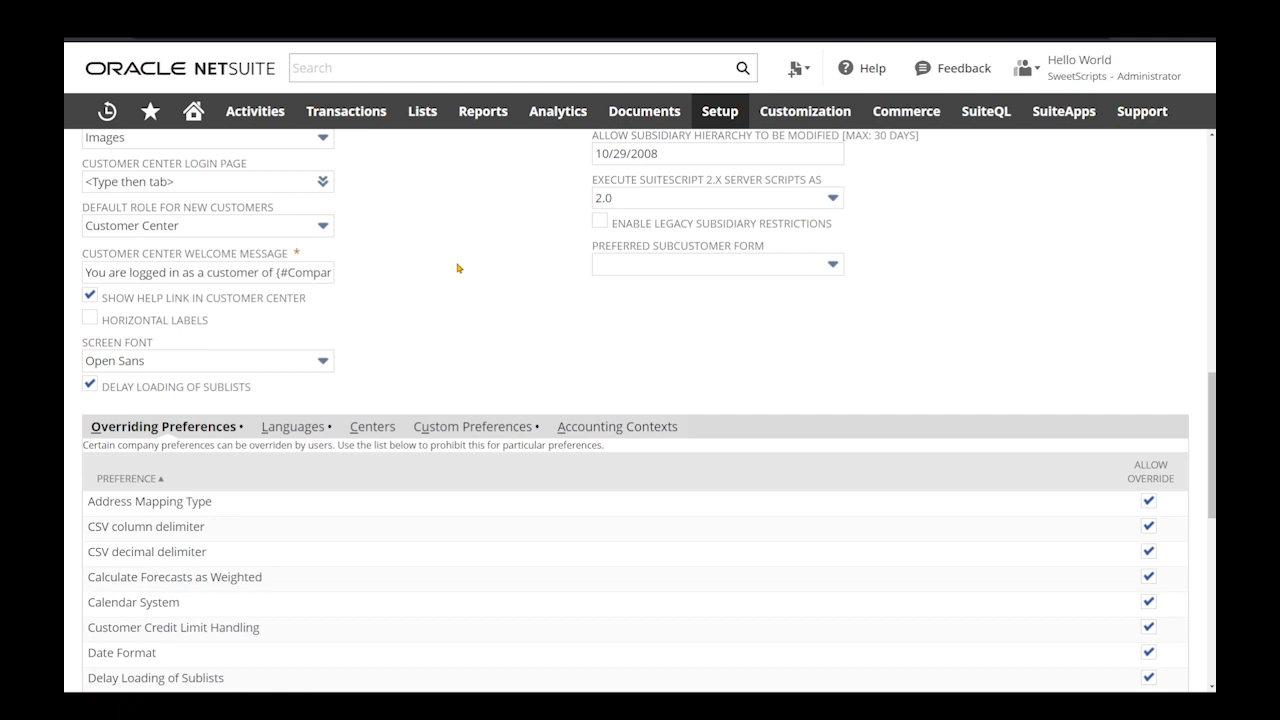 ORACLE NETSUITE
Search
Help
Feedback
Hello World
SweetScripts - Administrator
Activities Transactions Lists Reports Analytics Documents Setup Customization Commerce SuiteQL SuiteApps Support
Images
CUSTOMER CENTER LOGIN PAGE
<Type then tab>
DEFAULT ROLE FOR NEW CUSTOMERS
Customer Center
CUSTOMER CENTER WELCOME MESSAGE *
You are logged in as a customer of {#Compar
SHOW HELP LINK IN CUSTOMER CENTER
HORIZONTAL LABELS
SCREEN FONT
Open Sans
DELAY LOADING OF SUBLISTS
ALLOW SUBSIDIARY HIERARCHY TO BE MODIFIED [MAX: 30 DAYS]
10/29/2008
EXECUTE SUITESCRIPT 2.X SERVER SCRIPTS AS
2.0
ENABLE LEGACY SUBSIDIARY RESTRICTIONS
PREFERRED SUBCUSTOMER FORM
Overriding Preferences • Languages • Centers Custom Preferences • Accounting Contexts
Certain company preferences can be overriden by users. Use the list below to prohibit this for particular preferences.
PREFERENCE ▲
ALLOW
OVERRIDE
Address Mapping Type
CSV column delimiter
CSV decimal delimiter
Calculate Forecasts as Weighted
Calendar System
Customer Credit Limit Handling
Date Format
Delay Loading of Sublists